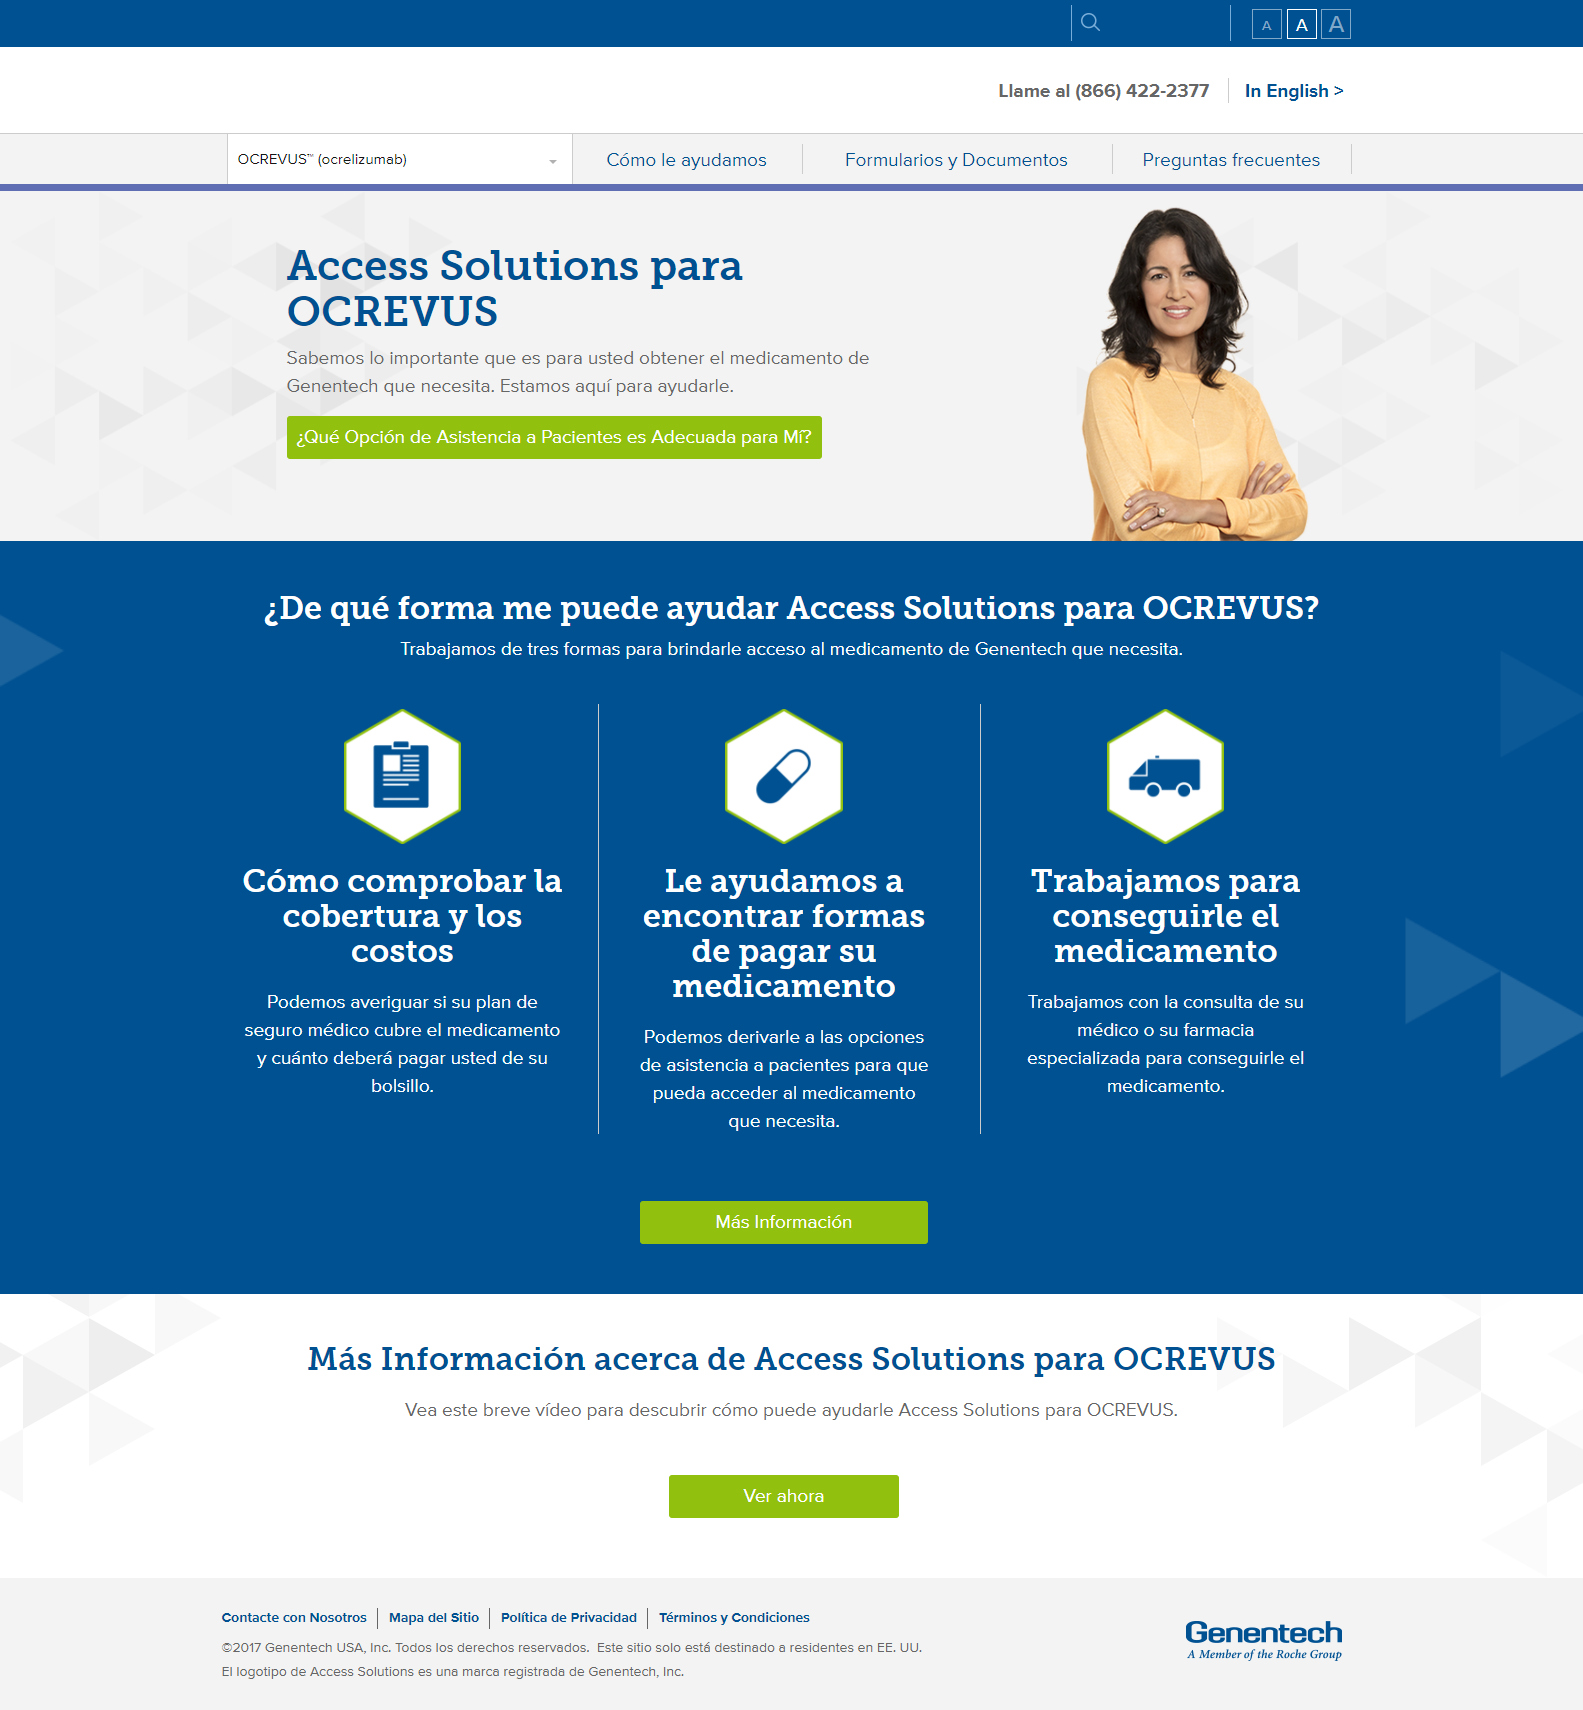 A A A
Llame al (866) 422-2377 In English >
OCREVUS™ (ocrelizumab) Cómo le ayudamos Formularios y Documentos Preguntas frecuentes
Access Solutions para
OCREVUS
Sabemos lo importante que es para usted obtener el medicamento de
Genentech que necesita. Estamos aquí para ayudarle.
¿Qué Opción de Asistencia a Pacientes es Adecuada para Mí?
¿De qué forma me puede ayudar Access Solutions para OCREVUS?
Trabajamos de tres formas para brindarle acceso al medicamento de Genentech que necesita.
Cómo comprobar la
cobertura y los
costos
Podemos averiguar si su plan de
seguro médico cubre el medicamento
y cuánto deberá pagar usted de su
bolsillo.
Le ayudamos a
encontrar formas
de pagar su
medicamento
Podemos derivarle a las opciones
de asistencia a pacientes para que
pueda acceder al medicamento
que necesita.
Trabajamos para
conseguirle el
medicamento
Trabajamos con la consulta de su
médico o su farmacia
especializada para conseguirle el
medicamento.
Más Información
Más Información acerca de Access Solutions para OCREVUS
Vea este breve vídeo para descubrir cómo puede ayudarle Access Solutions para OCREVUS.
Ver ahora
Contacte con Nosotros Mapa del Sitio Política de Privacidad Términos y Condiciones
©2017 Genentech USA, Inc. Todos los derechos reservados. Este sitio solo está destinado a residentes en EE. UU.
El logotipo de Access Solutions es una marca registrada de Genentech, Inc.
Genentech
A Member of the Roche Group